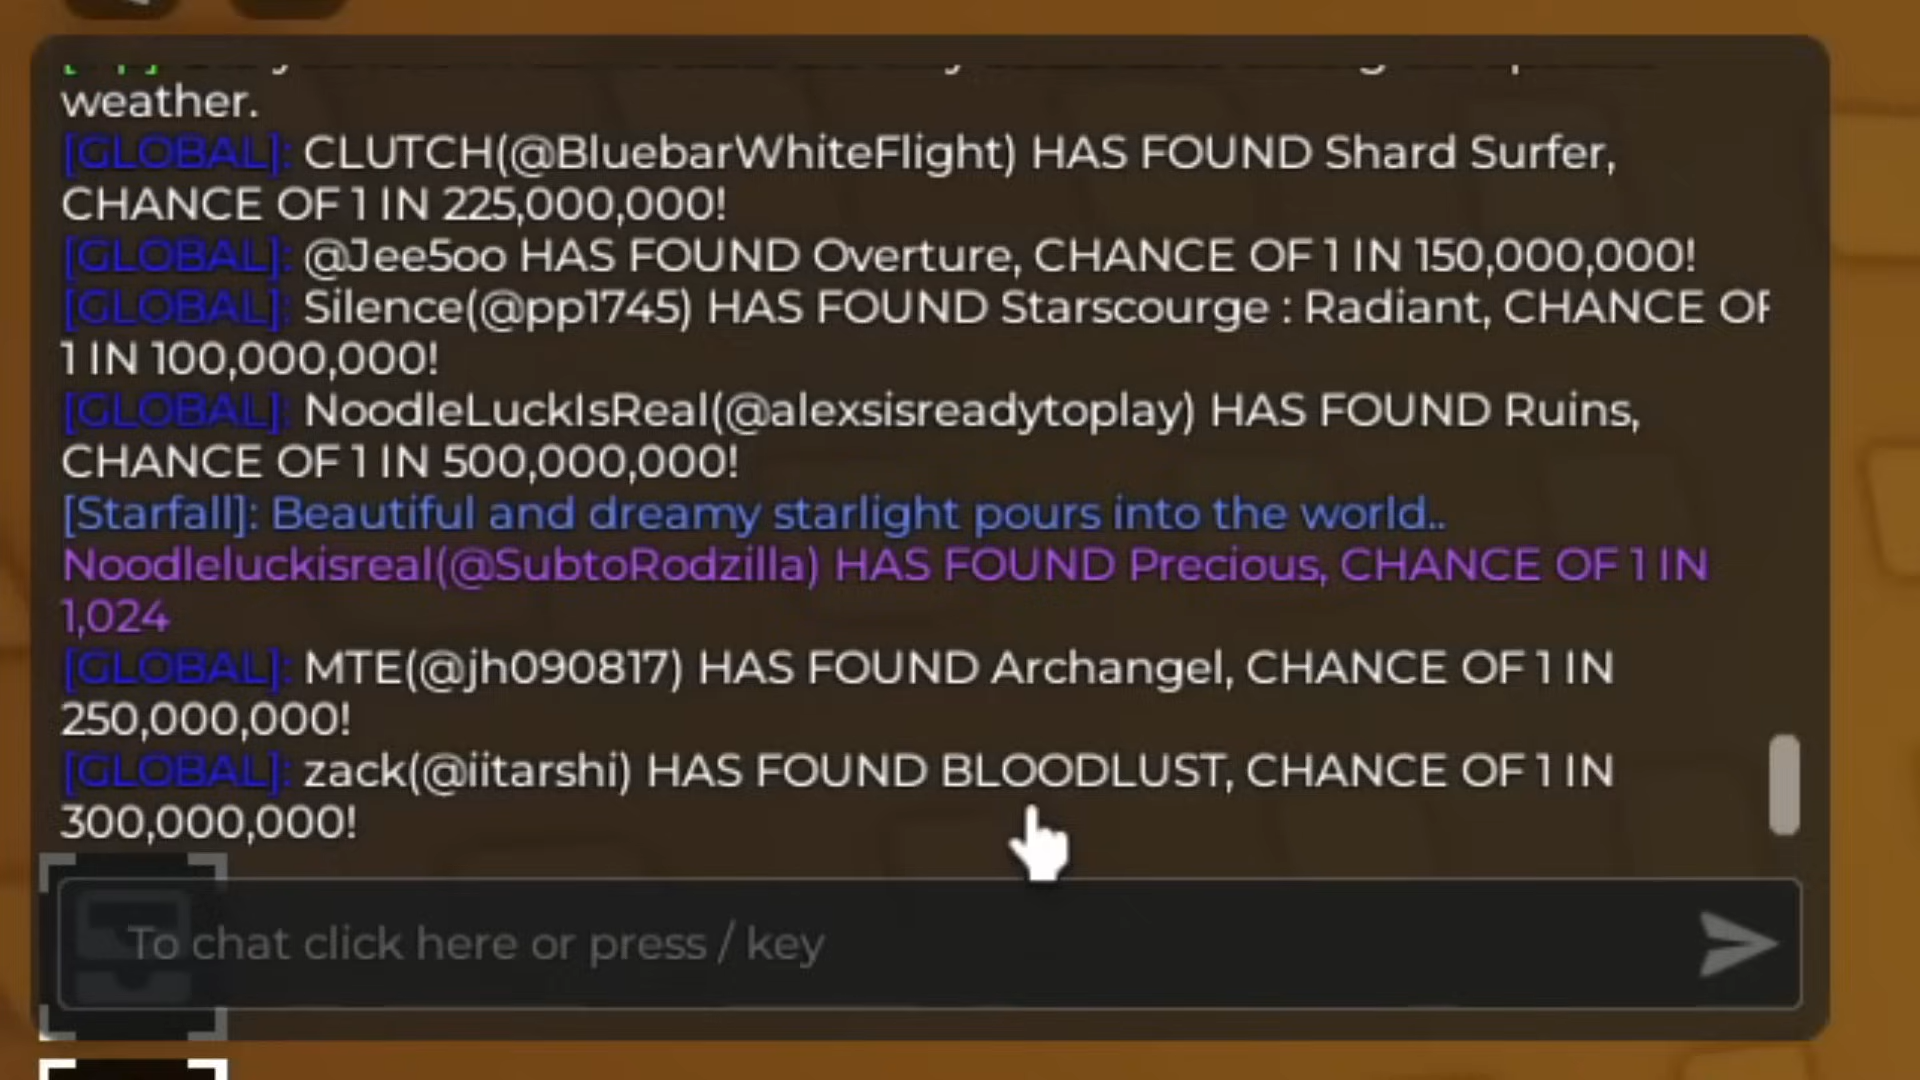 weather.
[GLOBAL]: CLUTCH(@BluebarWhiteFlight) HAS FOUND Shard Surfer,
CHANCE OF 1 IN 225,000,000!
[GLOBAL]: @Jee5oo HAS FOUND Overture, CHANCE OF 1 IN 150,000,000!
[GLOBAL]: Silence(@pp1745) HAS FOUND Starscourge : Radiant, CHANCE OF
1 IN 100,000,000!
[GLOBAL]: NoodleLuckIsReal(@alexsisreadytoplay) HAS FOUND Ruins,
CHANCE OF 1 IN 500,000,000!
[Starfall]: Beautiful and dreamy starlight pours into the world..
Noodleluckisreal(@SubtoRodzilla) HAS FOUND Precious, CHANCE OF 1 IN
1,024
[GLOBAL]: MTE(@jh090817) HAS FOUND Archangel, CHANCE OF 1 IN
250,000,000!
[GLOBAL]: zack(@iitarshi) HAS FOUND BLOODLUST, CHANCE OF 1 IN
300,000,000!
To chat click here or press / key